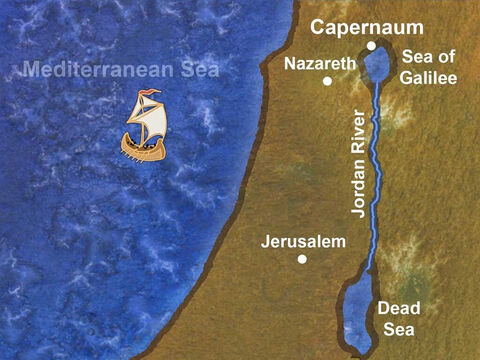 Capernaum
Mediterranean Sea
Nazareth
Sea of
Galilee
Jordan River
Jerusalem
Dead
Sea